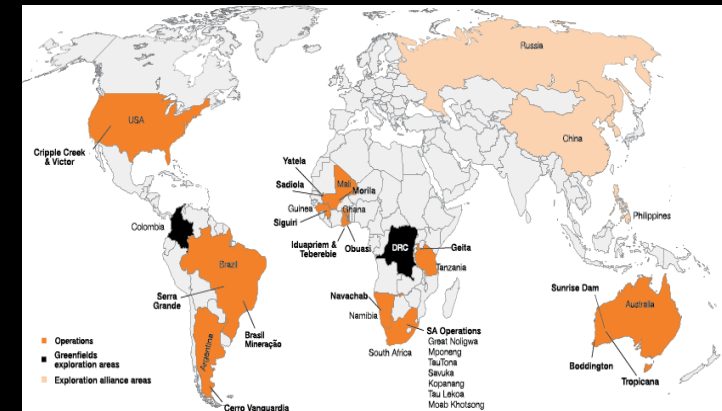 Russia
USA
China
Cripple Creek
& Victor
Yatela
Sadiola
Mali
Morila
Philippines
Colombia
Guinea
Ghana
Siguiri
DRC
Geita
Iduapriem &
Teberebie
Obuasi
Tanzania
Brazil
Sunrise Dam
Australia
Serra
Grande
Navachab
Namibia
SA Operations
Great Noligwa
Mponeng
TauTona
Savuka
Kopanang
Tau Lekoa
Moab Khotsong
South Africa
Brasil
Mineração
Boddington
Tropicana
Argentina
Cerro Vanguardia
Operations
Greenfields
exploration areas
Exploration alliance areas